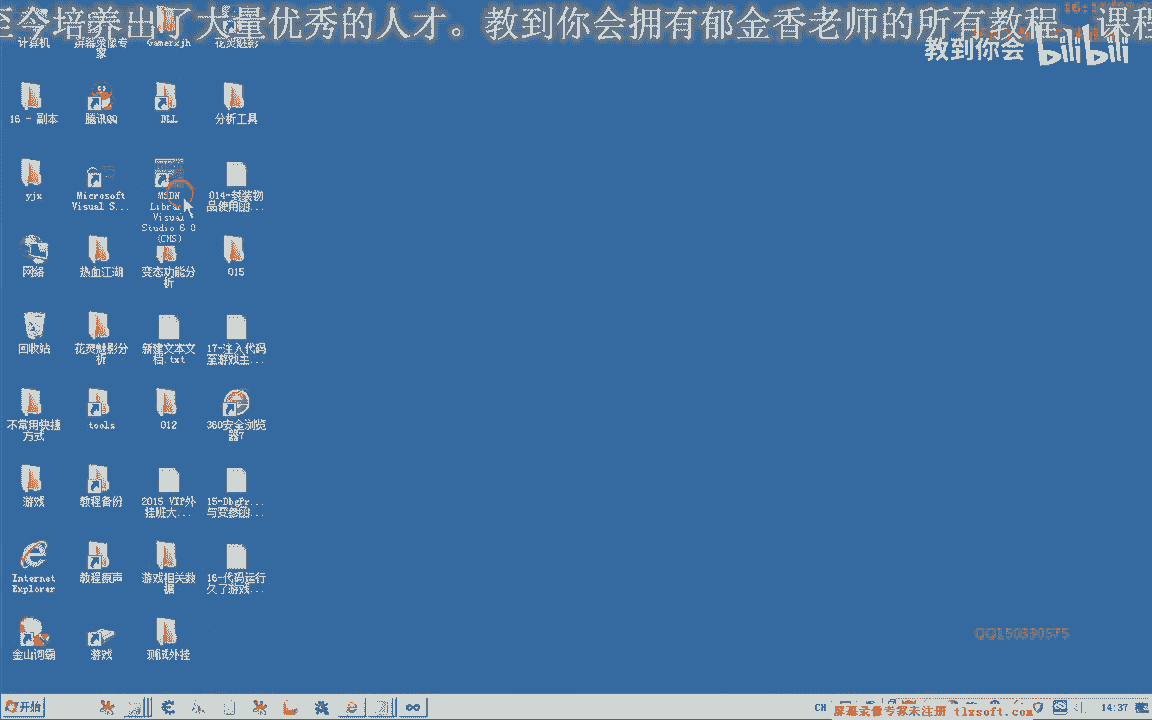 至今培养出了大量优秀的人才。教到你会拥有郁金香老师的所有教程、课程
教到你会 bilibili
计算机
屏幕录像专家
Gamerxjh
花灵魅影
16 - 副本
腾讯QQ
DLL
分析工具
yjx
Microsoft
Visual S...
MSDN
Library
Visual
Studio 6.0
014-封装物
品使用函...
网络
热血江湖
变态功能分
析
015
回收站
花灵魅影分
析
新建文本文
档.txt
17-注入代码
至游戏主...
不常用快捷
方式
tools
012
360安全浏览
器7
游戏
教程备份
2015 VIP外
挂班大...
15-DbgPr...
与变参函...
Internet
Explorer
教程原声
游戏相关数
据
16-代码运行
久了游戏...
金山词霸
游戏
测试外挂
QQ150330575
开始
CH
14:37
屏幕录像专家未注册 tlxsoft.com